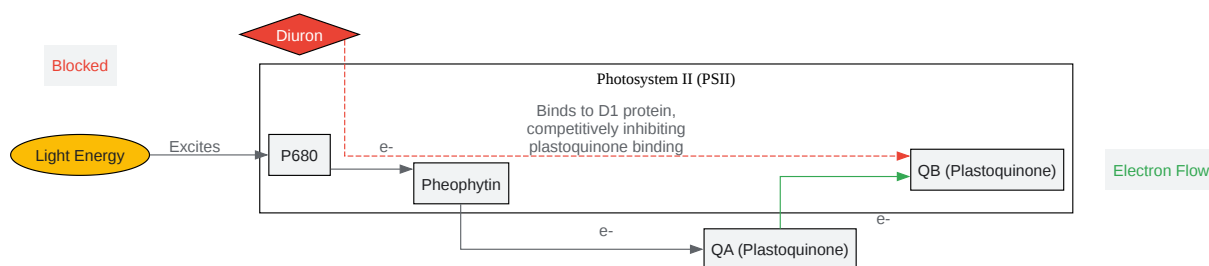 Diuron
Blocked
Photosystem II (PSII)
Binds to D1 protein,
competitively inhibiting
plastoquinone binding
Light Energy
Excites
P680
e-
Pheophytin
QB (Plastoquinone)
Electron Flow
e-
e-
QA (Plastoquinone)